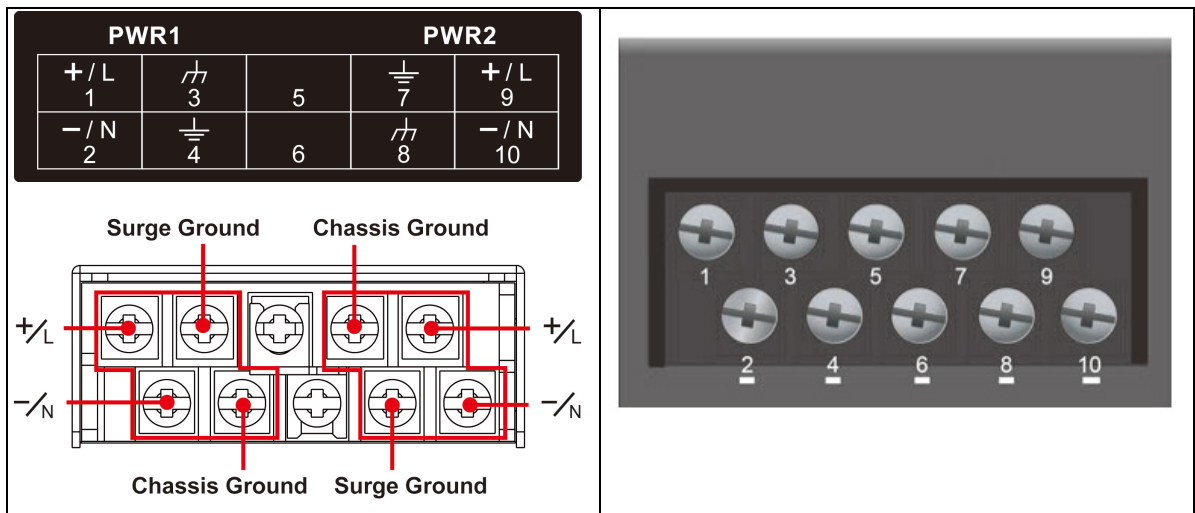 PWR1 PWR2
+/L +/L
1 3 5 7 9
−/N −/N
2 4 6 8 10
Surge Ground Chassis Ground
+/L +/L
−/N −/N
Chassis Ground Surge Ground
1 3 5 7 9
2 4 6 8 10